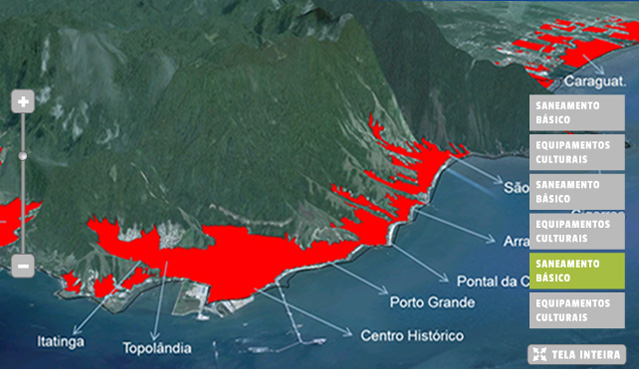 Caraguat.
SANEAMENTO
BÁSICO
EQUIPAMENTOS
CULTURAIS
SANEAMENTO
BÁSICO
São
EQUIPAMENTOS
CULTURAIS
Arra
SANEAMENTO
BÁSICO
Pontal da C
EQUIPAMENTOS
CULTURAIS
Porto Grande
Centro Histórico
Itatinga
Topolândia
TELA INTEIRA